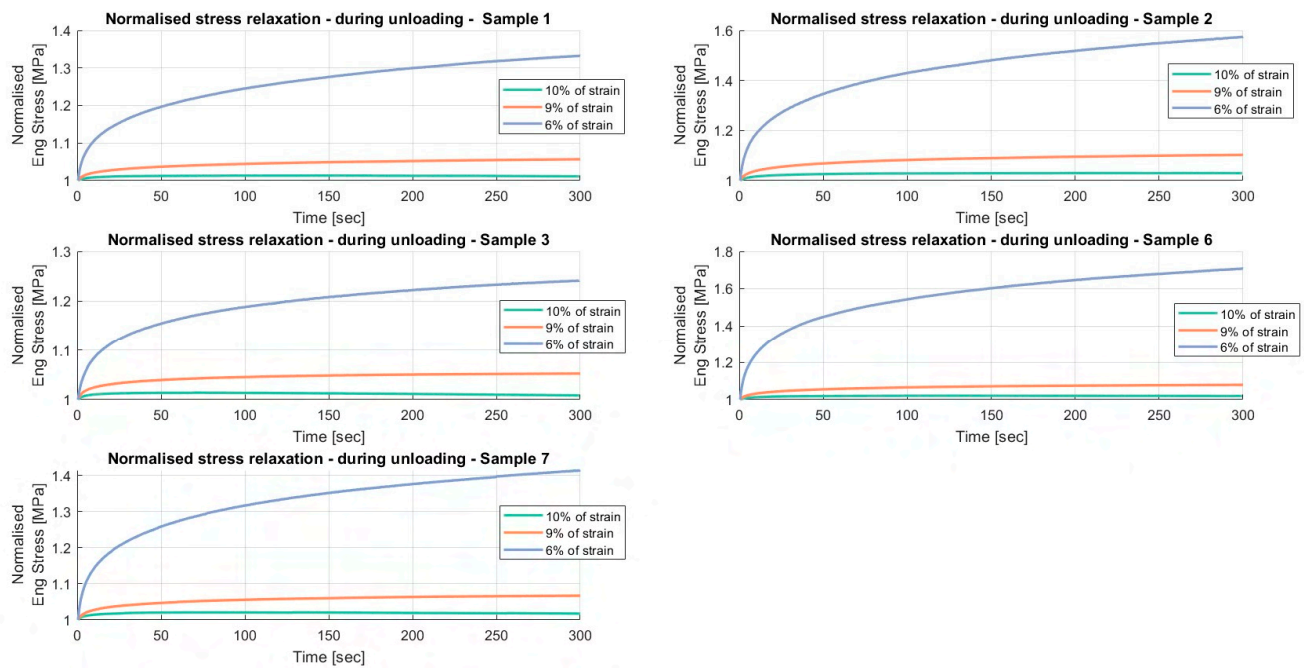 Normalised stress relaxation - during unloading - Sample 1
Normalised
Eng Stress [MPa]
1.4
1.3
1.2
1.1
1
0 50 100 150 200 250 300
Time [sec]
10% of strain
9% of strain
6% of strain
Normalised stress relaxation - during unloading - Sample 2
Normalised
Eng Stress [MPa]
1.6
1.4
1.2
1
0 50 100 150 200 250 300
Time [sec]
10% of strain
9% of strain
6% of strain
Normalised stress relaxation - during unloading - Sample 3
Normalised
Eng Stress [MPa]
1.3
1.2
1.1
1
0 50 100 150 200 250 300
Time [sec]
10% of strain
9% of strain
6% of strain
Normalised stress relaxation - during unloading - Sample 6
Normalised
Eng Stress [MPa]
1.8
1.6
1.4
1.2
1
0 50 100 150 200 250 300
Time [sec]
10% of strain
9% of strain
6% of strain
Normalised stress relaxation - during unloading - Sample 7
Normalised
Eng Stress [MPa]
1.4
1.3
1.2
1.1
1
0 50 100 150 200 250 300
Time [sec]
10% of strain
9% of strain
6% of strain